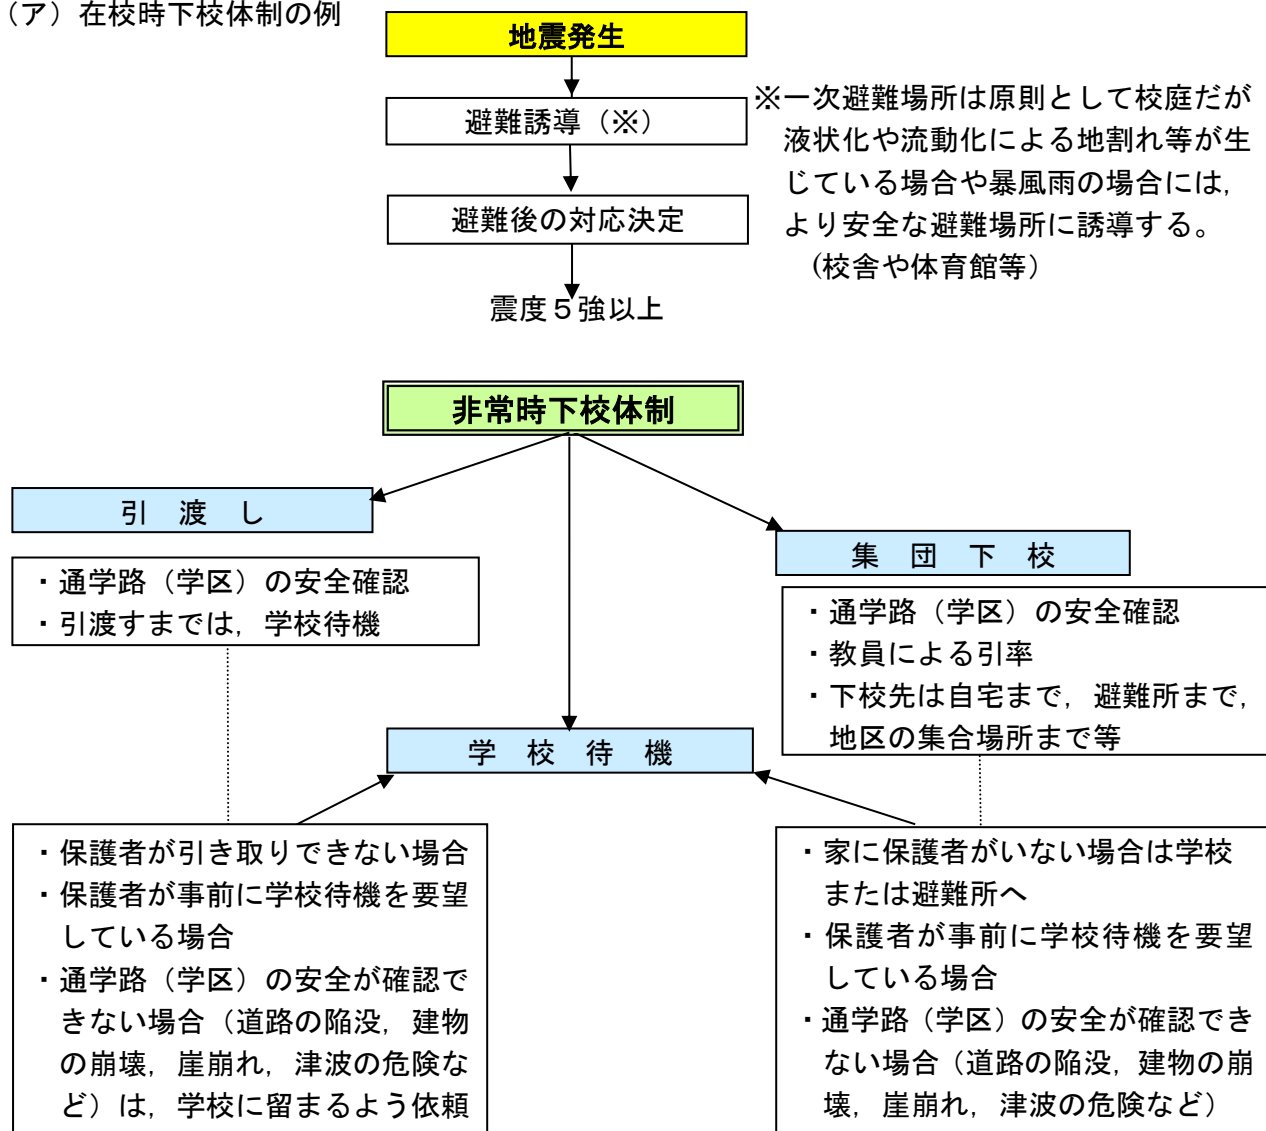 （ア）在校時下校体制の例
地震発生
避難誘導（※）
※一次避難場所は原則として校庭だが
液状化や流動化による地割れ等が生
じている場合や暴風雨の場合には，
より安全な避難場所に誘導する。
(校舎や体育館等）
避難後の対応決定
震度５強以上
非常時下校体制
引　渡　し
・通学路（学区）の安全確認
・引渡すまでは，学校待機
集　団　下　校
・通学路（学区）の安全確認
・教員による引率
・下校先は自宅まで，避難所まで，
地区の集合場所まで等
学　校　待　機
・保護者が引き取りできない場合
・保護者が事前に学校待機を要望
している場合
・通学路（学区）の安全が確認で
きない場合（道路の陥没，建物
の崩壊，崖崩れ，津波の危険な
ど）は，学校に留まるよう依頼
・家に保護者がいない場合は学校
または避難所へ
・保護者が事前に学校待機を要望
している場合
・通学路（学区）の安全が確認でき
ない場合（道路の陥没，建物の崩
壊，崖崩れ，津波の危険など）